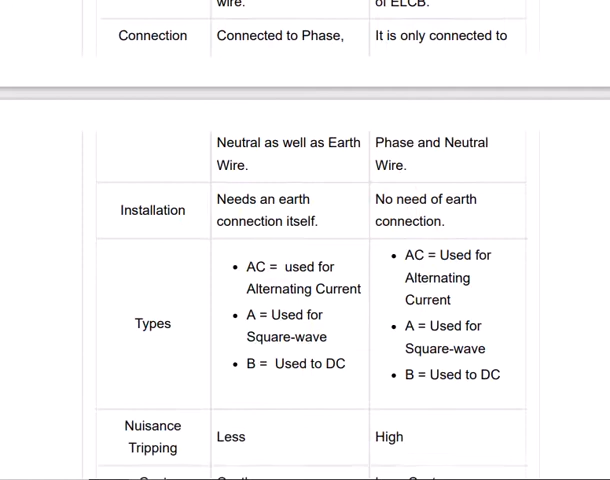 wire.
of ELCB.
Connection
Connected to Phase,
It is only connected to
Neutral as well as Earth
Wire.
Phase and Neutral
Wire.
Installation
Needs an earth
connection itself.
No need of earth
connection.
Types
• AC = used for
Alternating Current
• A = Used for
Square-wave
• B = Used to DC
• AC = Used for
Alternating
Current
• A = Used for
Square-wave
• B = Used to DC
Nuisance
Tripping
Less
High